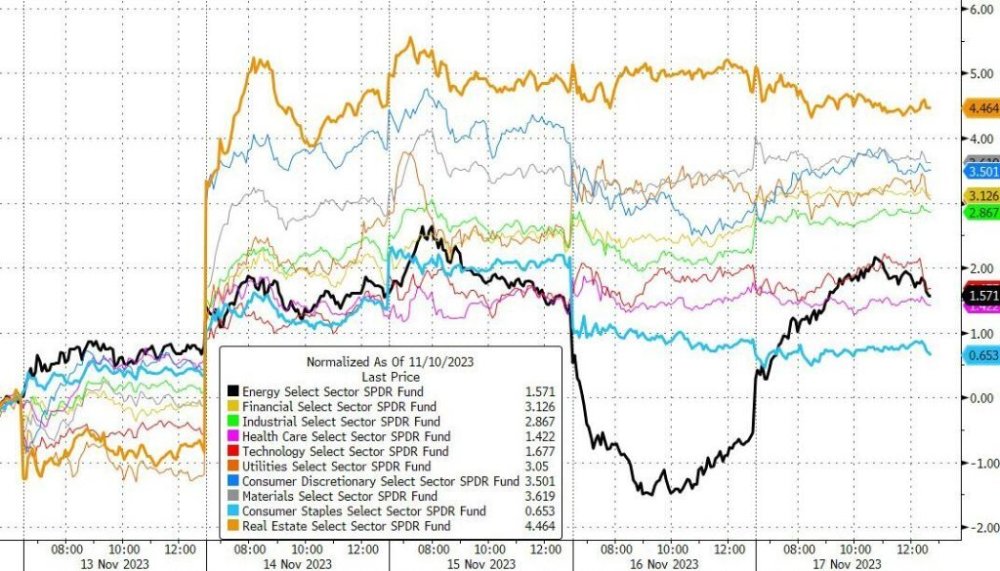 6.00
5.00
4.464
4.00
3.619
3.501
3.126
2.867
2.00
1.571
1.422
1.00
0.653
0.00
-1.00
-2.00
Normalized As Of 11/10/2023
Last Price
Energy Select Sector SPDR Fund 1.571
Financial Select Sector SPDR Fund 3.126
Industrial Select Sector SPDR Fund 2.867
Health Care Select Sector SPDR Fund 1.422
Technology Select Sector SPDR Fund 1.677
Utilities Select Sector SPDR Fund 3.05
Consumer Discretionary Select Sector SPDR Fund 3.501
Materials Select Sector SPDR Fund 3.619
Consumer Staples Select Sector SPDR Fund 0.653
Real Estate Select Sector SPDR Fund 4.464
08:00 10:00 12:00 08:00 10:00 12:00 08:00 10:00 12:00 08:00 10:00 12:00 08:00 10:00 12:00
13 Nov 2023 14 Nov 2023 15 Nov 2023 16 Nov 2023 17 Nov 2023